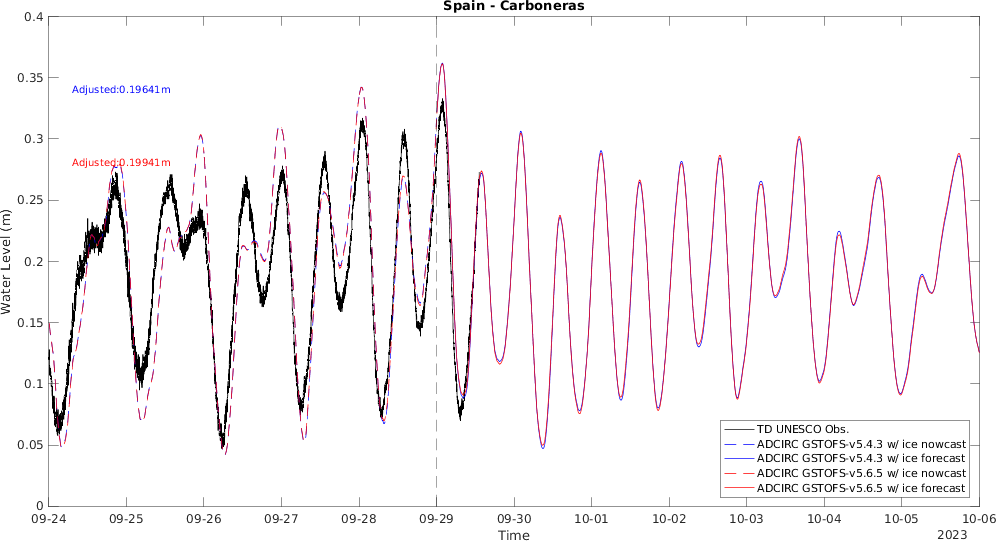 Spain - Carboneras
0.4
0.35
0.3
0.25
0.2
0.15
0.1
0.05
0
Water Level (m)
Adjusted:0.19641m
Adjusted:0.19941m
TD UNESCO Obs.
ADCIRC GSTOFS-v5.4.3 w/ ice nowcast
ADCIRC GSTOFS-v5.4.3 w/ ice forecast
ADCIRC GSTOFS-v5.6.5 w/ ice nowcast
ADCIRC GSTOFS-v5.6.5 w/ ice forecast
09-24 09-25 09-26 09-27 09-28 09-29 09-30 10-01 10-02 10-03 10-04 10-05 10-06
Time
2023